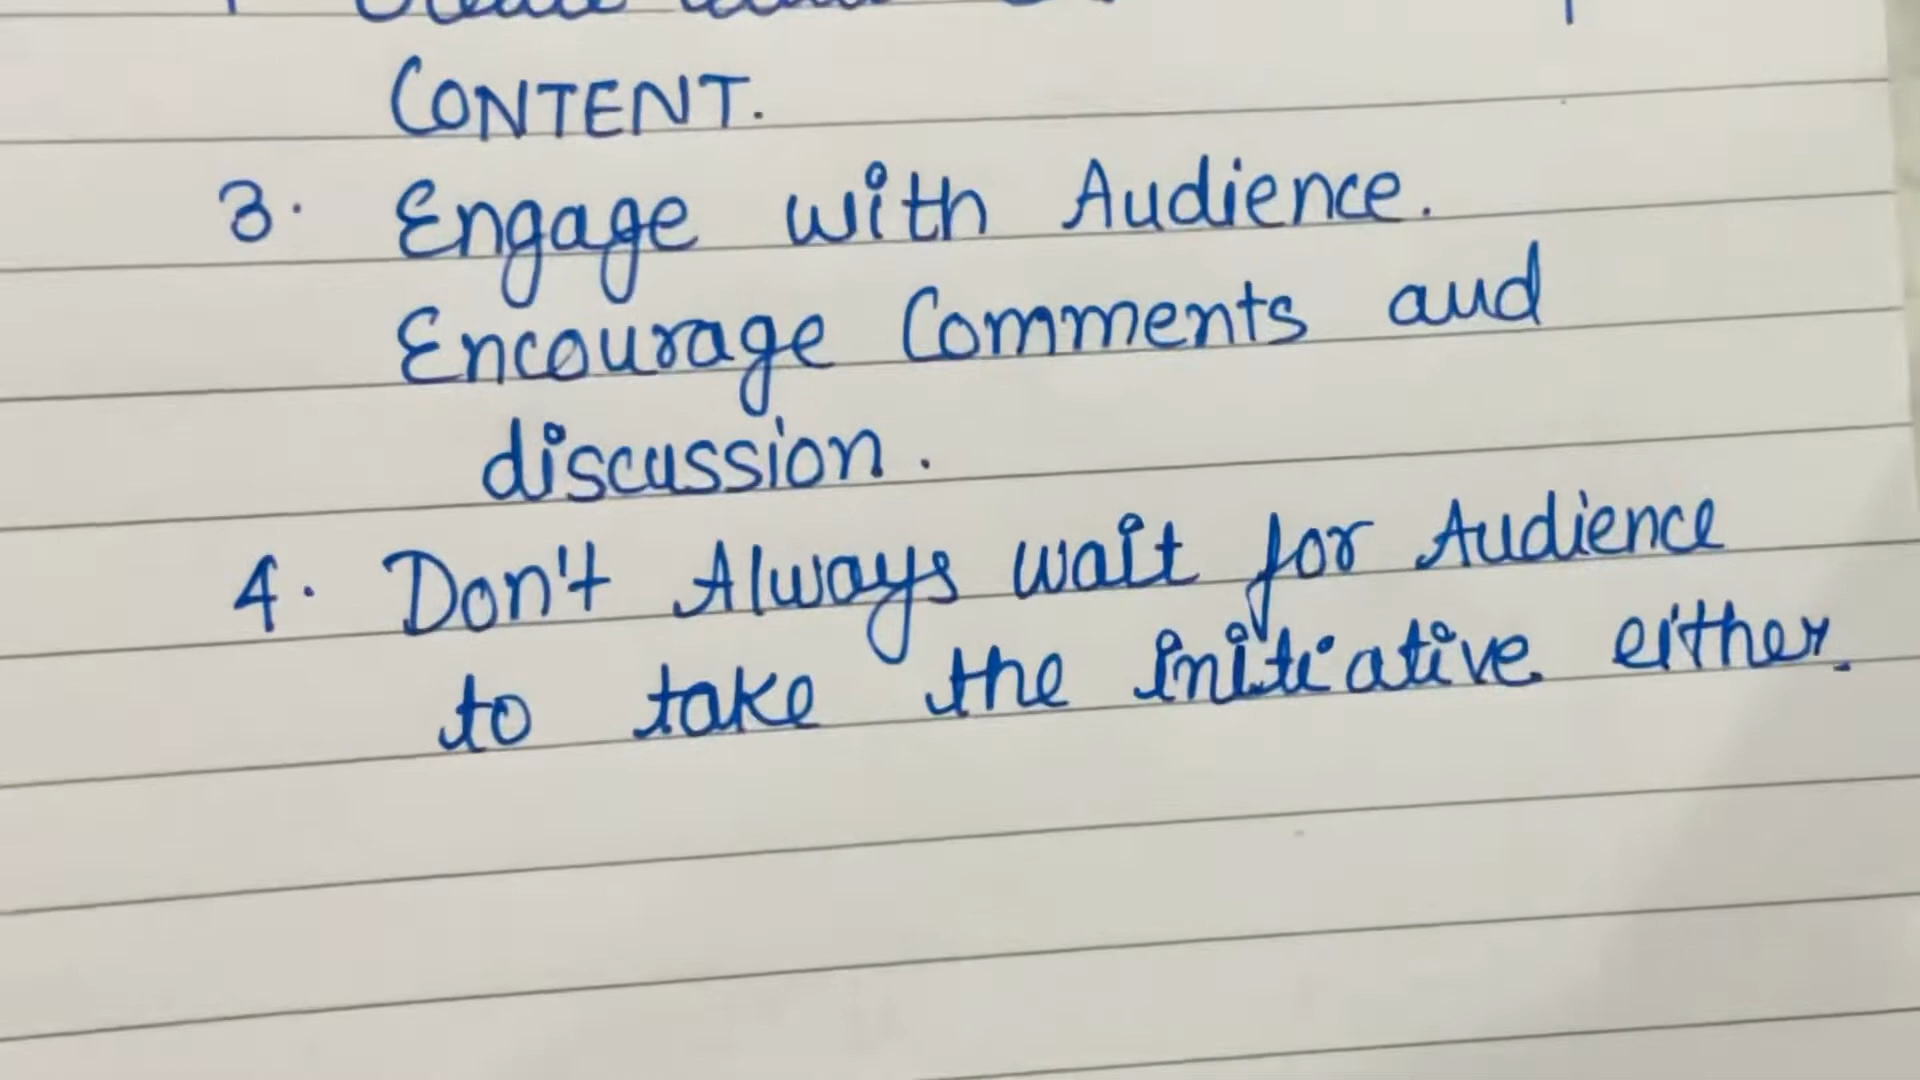 CONTENT.
3. Engage with Audience.
Encourage Comments and
discussion.
4. Don't Always wait for Audience
to take the initiative either.